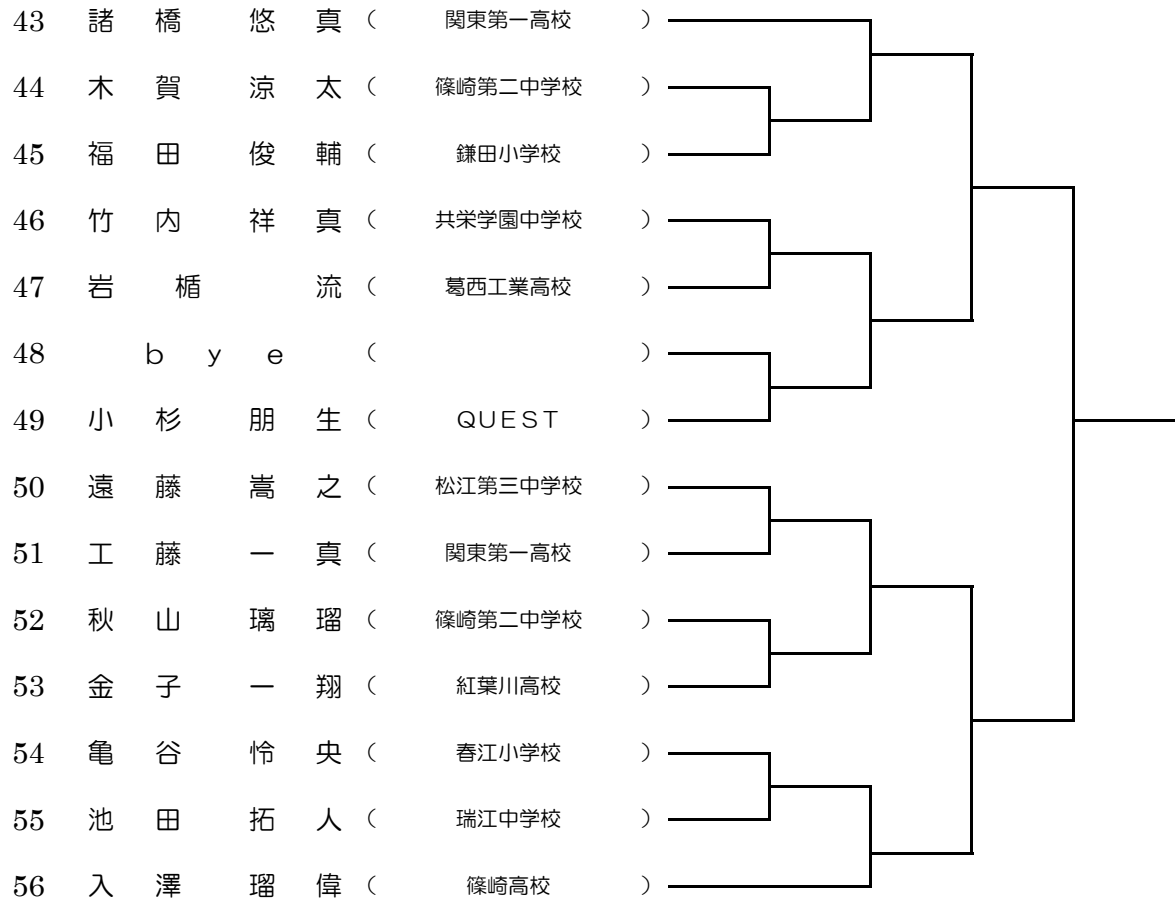 43 諸橋 悠真（関東第一高校）
44 木賀 涼太（篠崎第二中学校）
45 福田 俊輔（鎌田小学校）
46 竹内 祥真（共栄学園中学校）
47 岩楯 流（葛西工業高校）
48 ｂｙｅ（ ）
49 小杉 朋生（ＱＵＥＳＴ）
50 遠藤 嵩之（松江第三中学校）
51 工藤 一真（関東第一高校）
52 秋山 璃瑠（篠崎第二中学校）
53 金子 一翔（紅葉川高校）
54 亀谷 怜央（春江小学校）
55 池田 拓人（瑞江中学校）
56 入澤 瑠偉（篠崎高校）